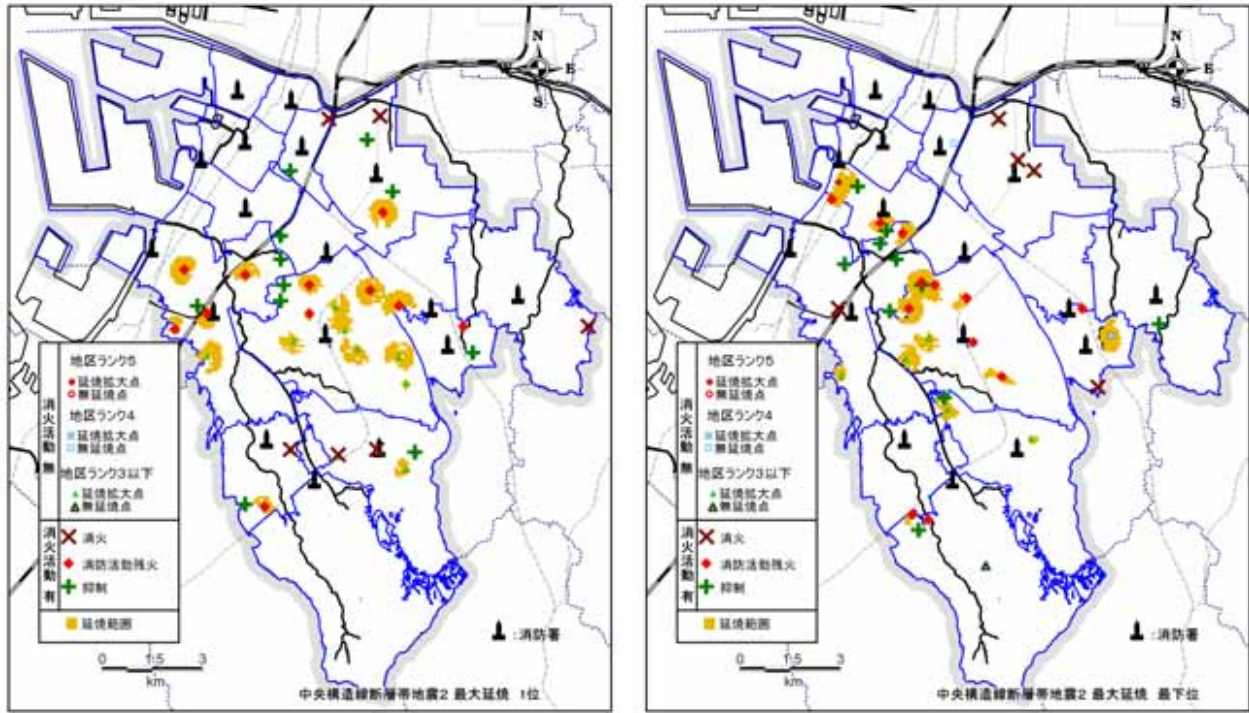 N
E
S
地区ランク5
延焼拡大点
無延焼点
地区ランク4
延焼拡大点
無延焼点
地区ランク3以下
延焼拡大点
無延焼点
消火活動 無
消火
消防活動残火
抑制
消火活動 有
延焼範囲
:消防署
0 1.5 3
km
中央構造線断層帯地震2 最大延焼 1位
N
E
S
地区ランク5
延焼拡大点
無延焼点
地区ランク4
延焼拡大点
無延焼点
地区ランク3以下
延焼拡大点
無延焼点
消火活動 無
消火
消防活動残火
抑制
消火活動 有
延焼範囲
:消防署
0 1.5 3
km
中央構造線断層帯地震2 最大延焼 最下位